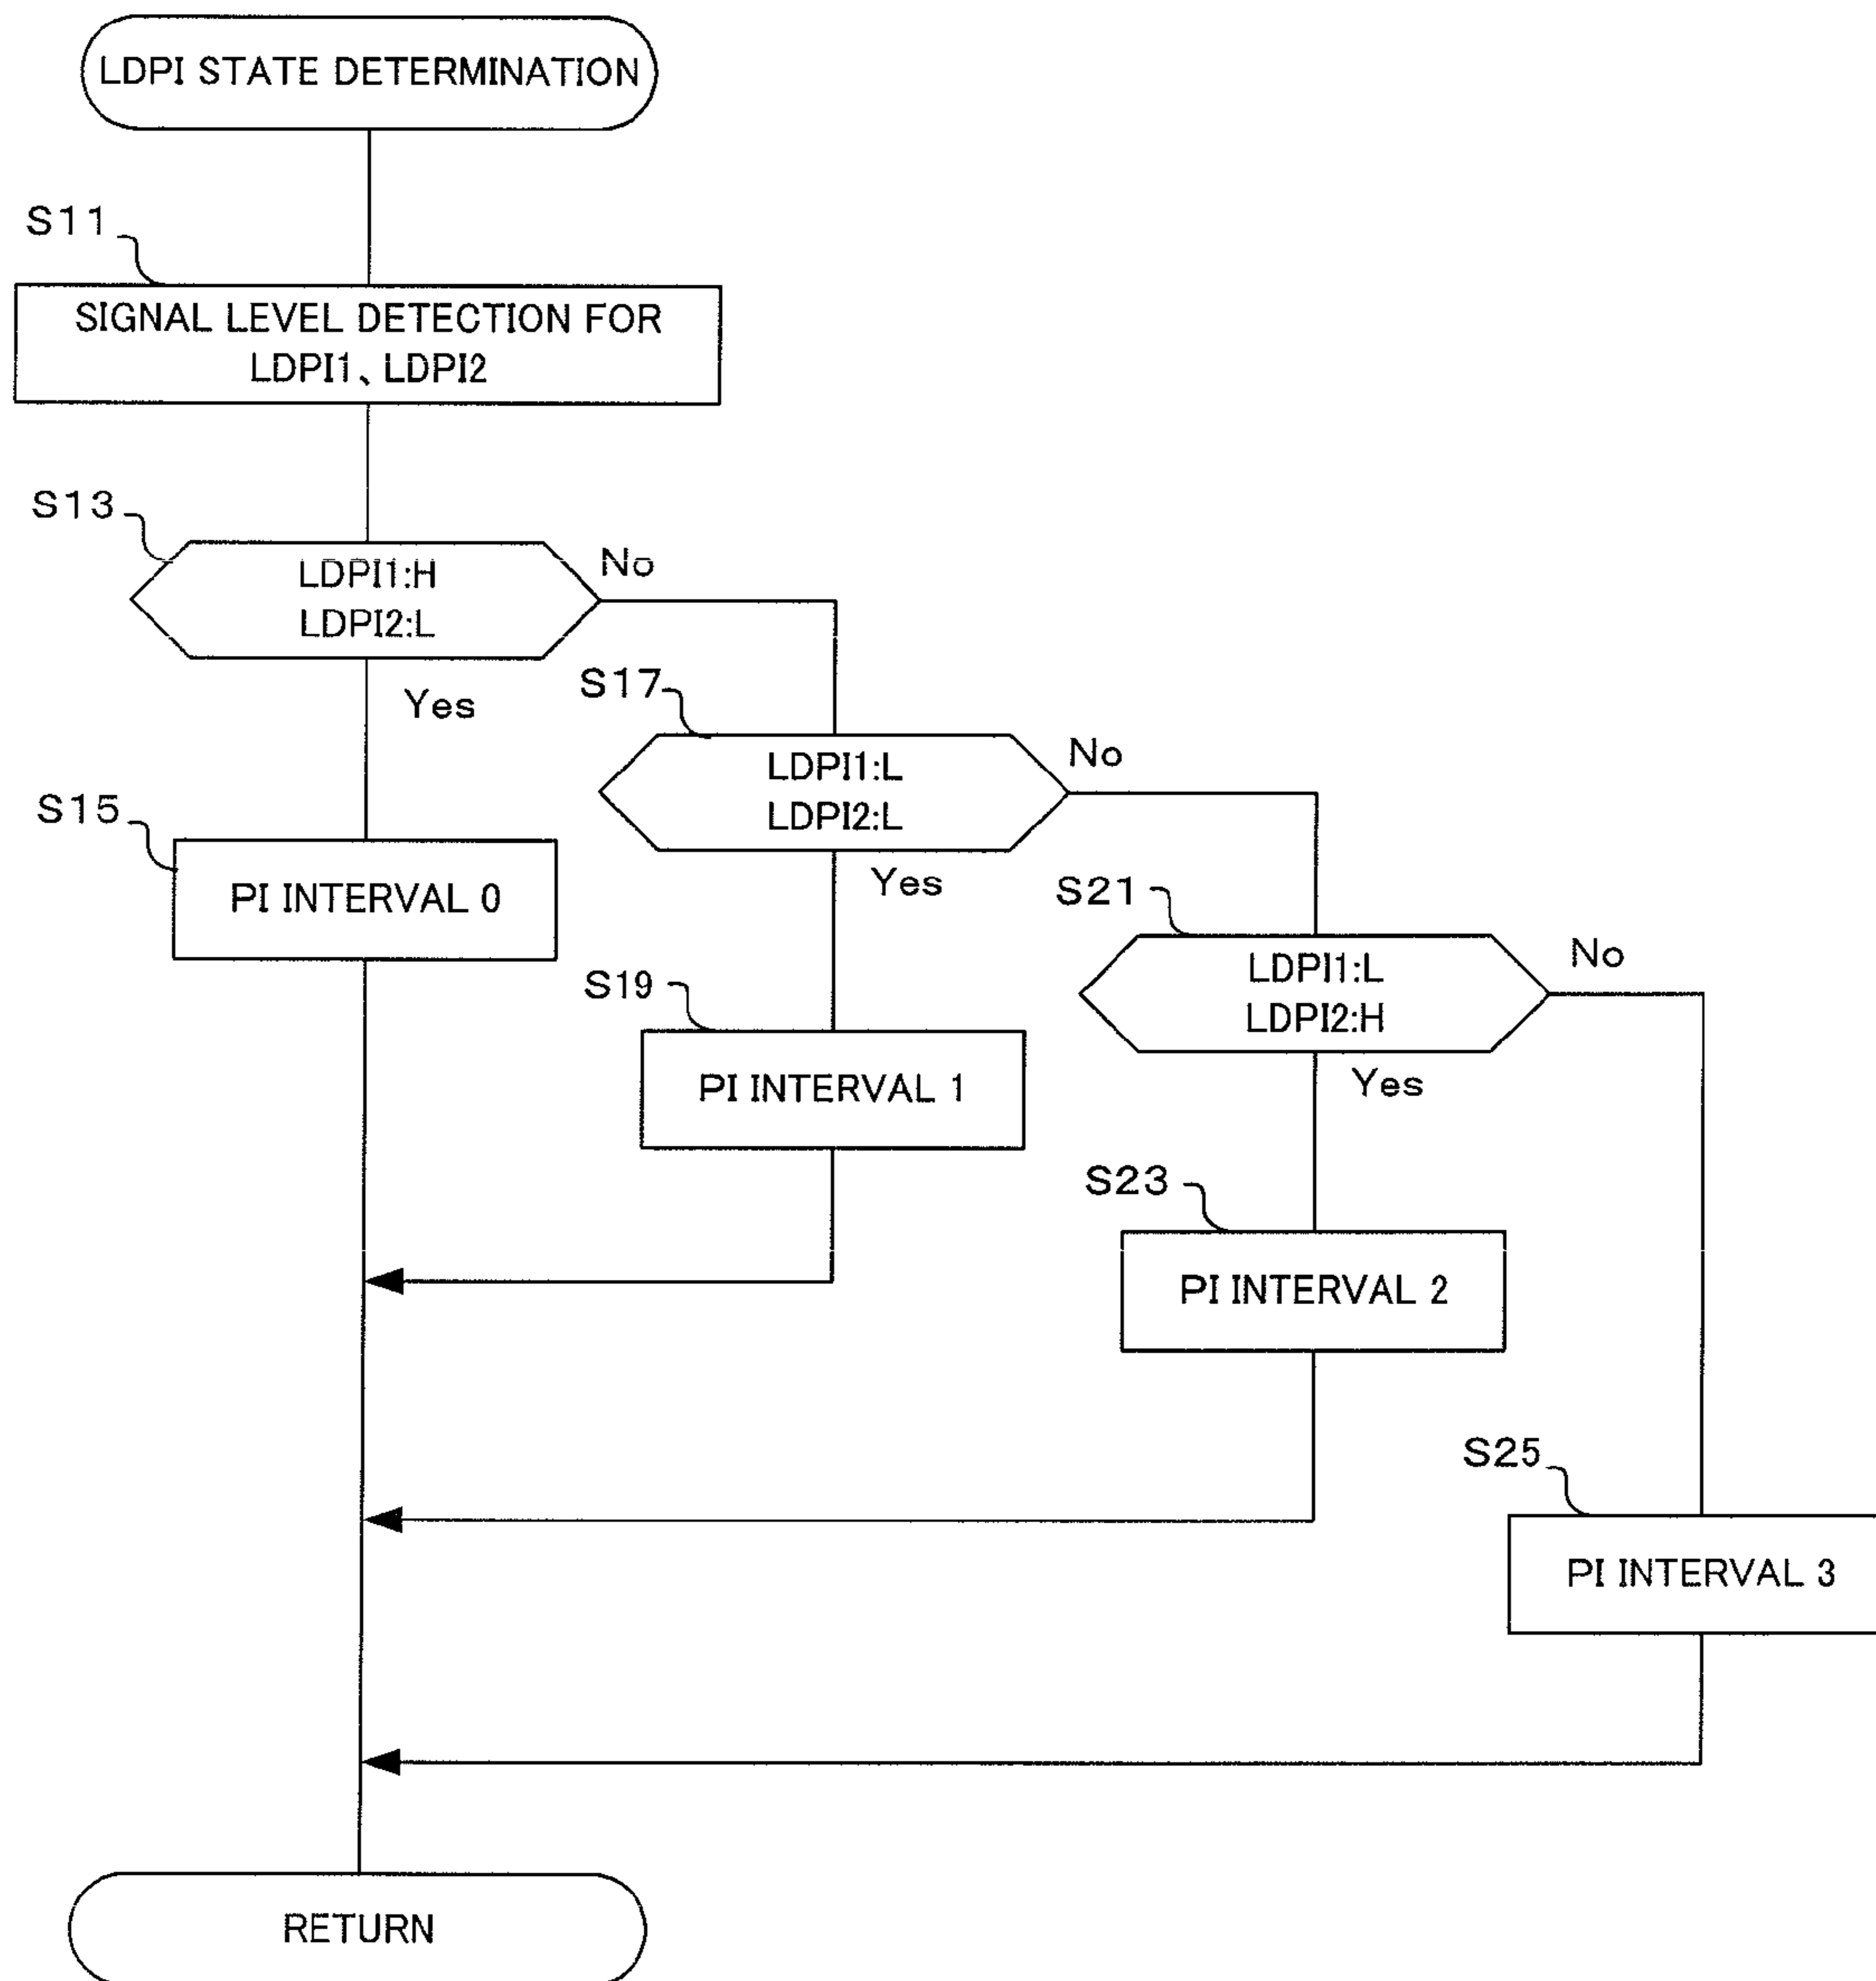 LDPI STATE DETERMINATION
S11
SIGNAL LEVEL DETECTION FOR
LDPI1、LDPI2
S13
LDPI1:H
LDPI2:L
No
Yes
S15
PI INTERVAL 0
S17
LDPI1:L
LDPI2:L
No
Yes
S19
PI INTERVAL 1
S21
LDPI1:L
LDPI2:H
No
Yes
S23
PI INTERVAL 2
S25
PI INTERVAL 3
RETURN